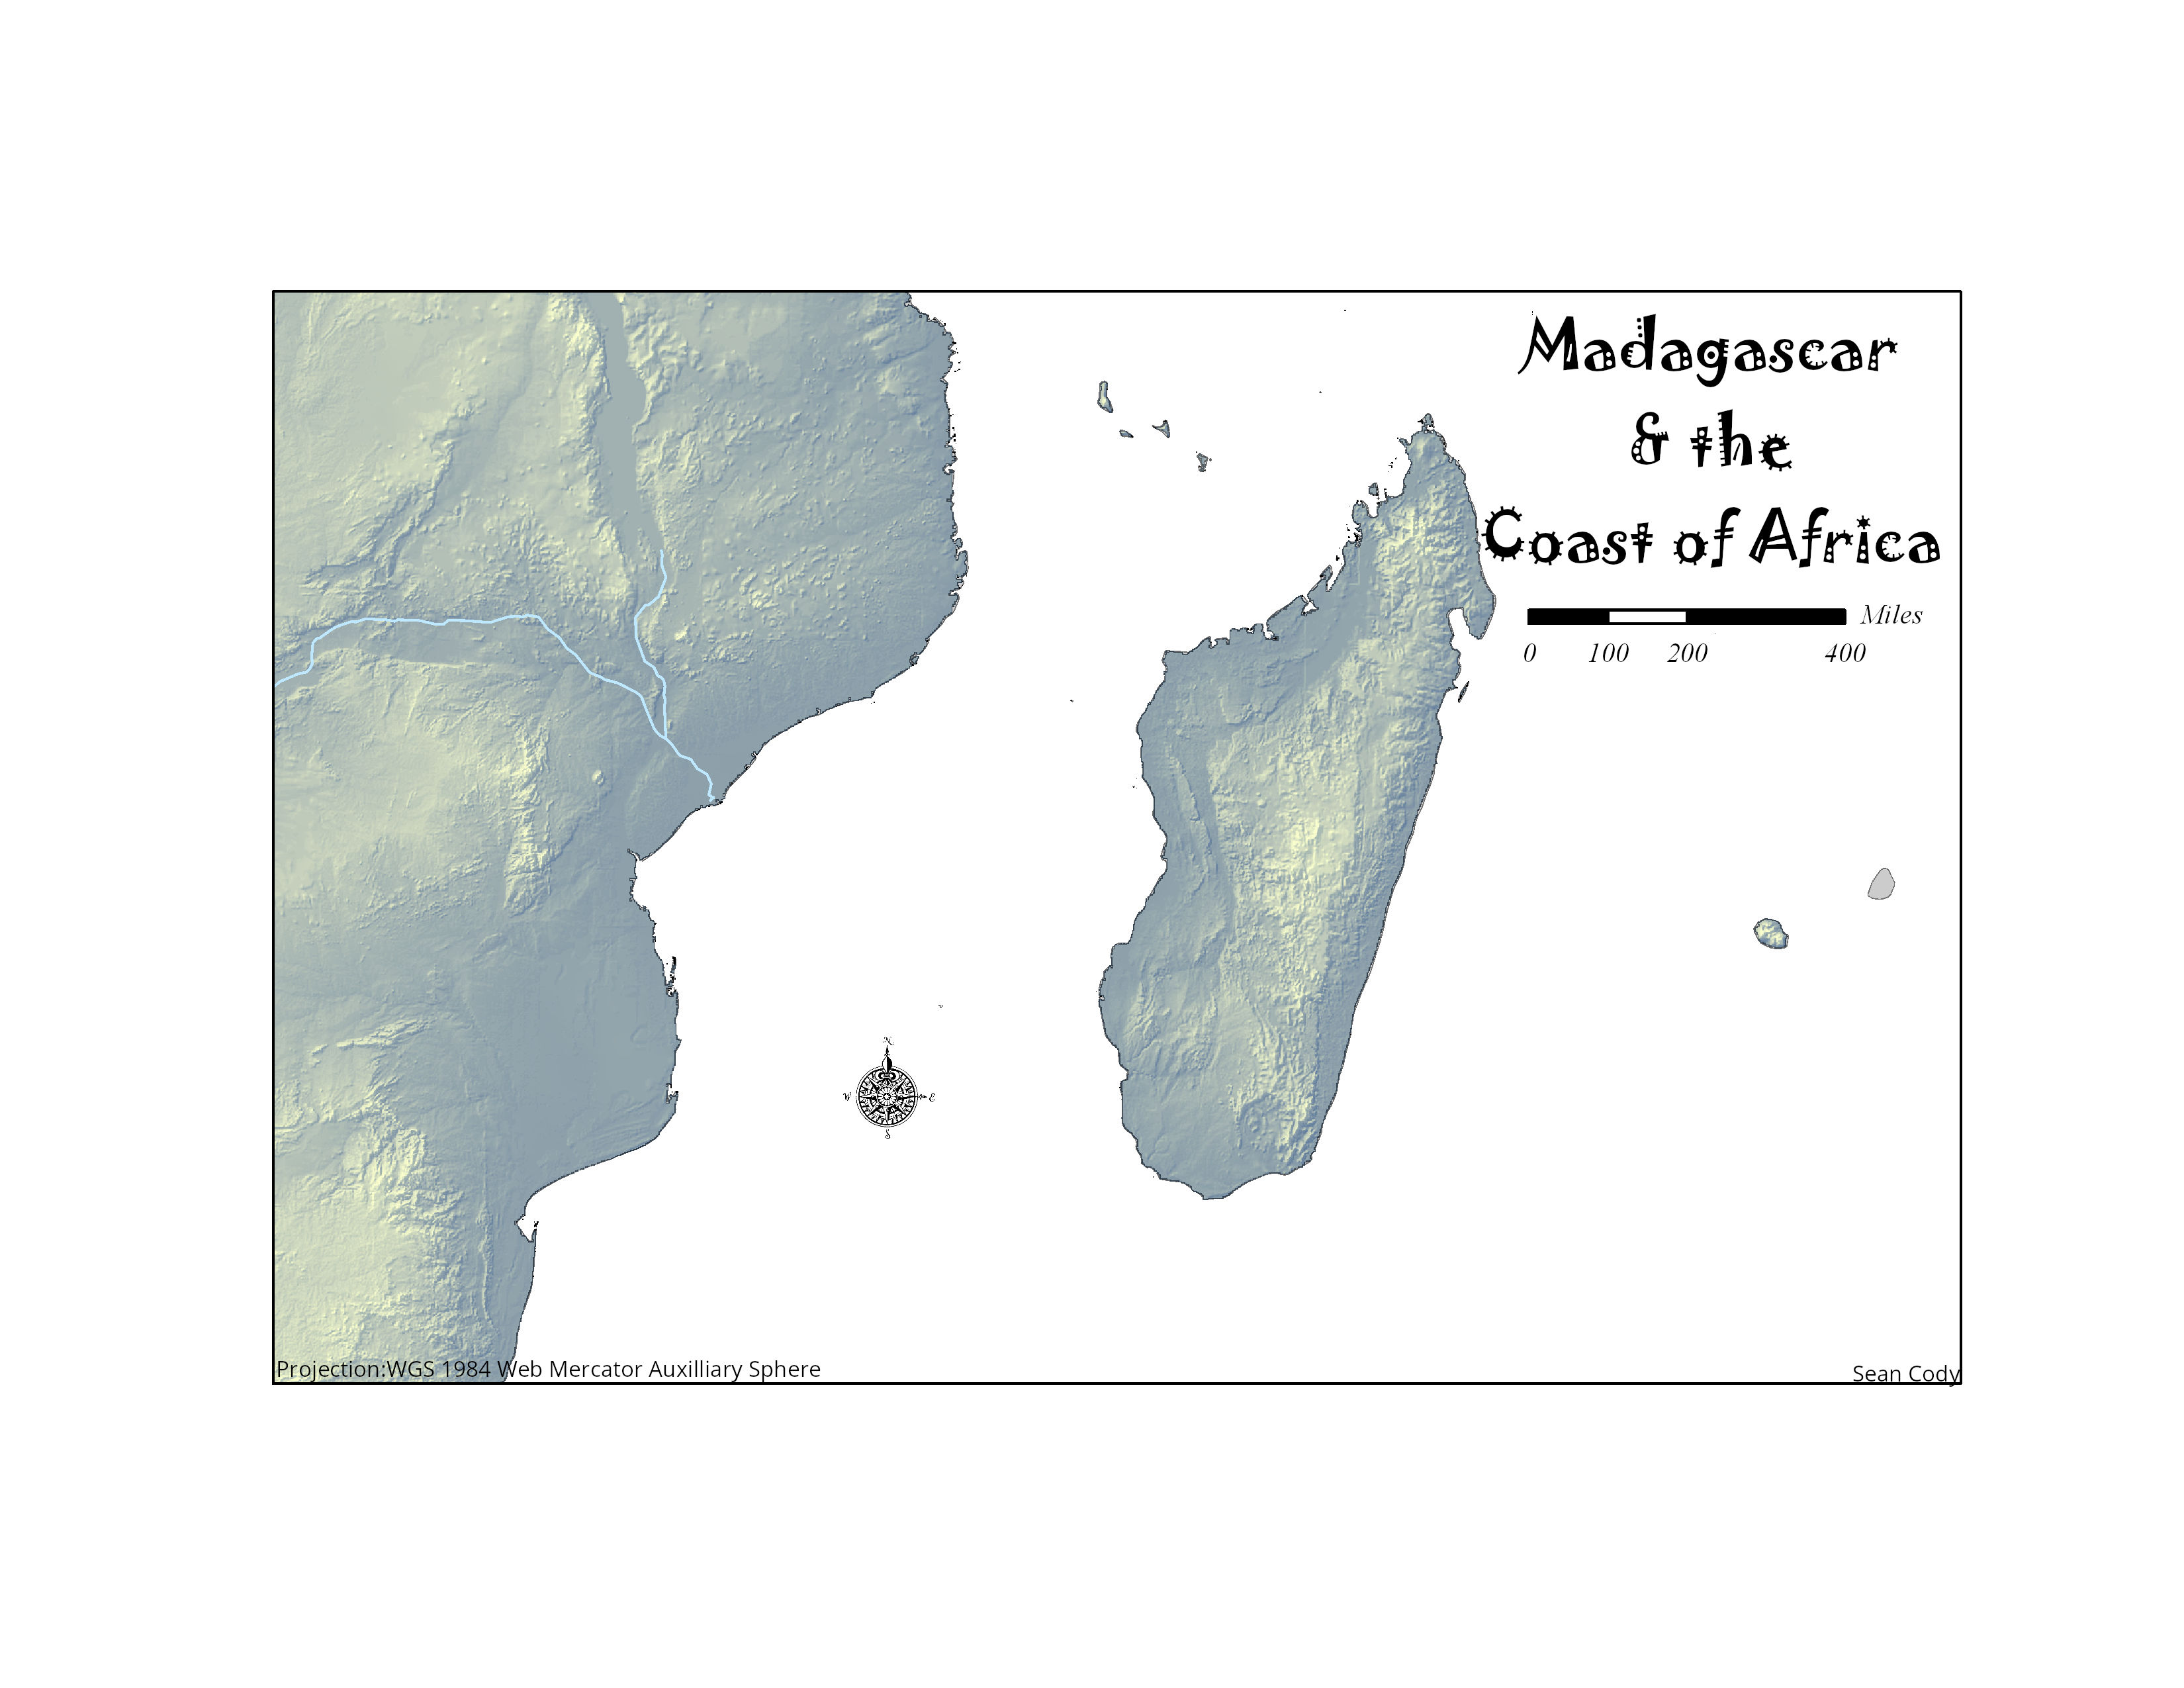 Madagascar
& the
Coast of Africa
Miles
0 100 200 400
N
W E
S
Projection:WGS 1984 Web Mercator Auxilliary Sphere
Sean Cody